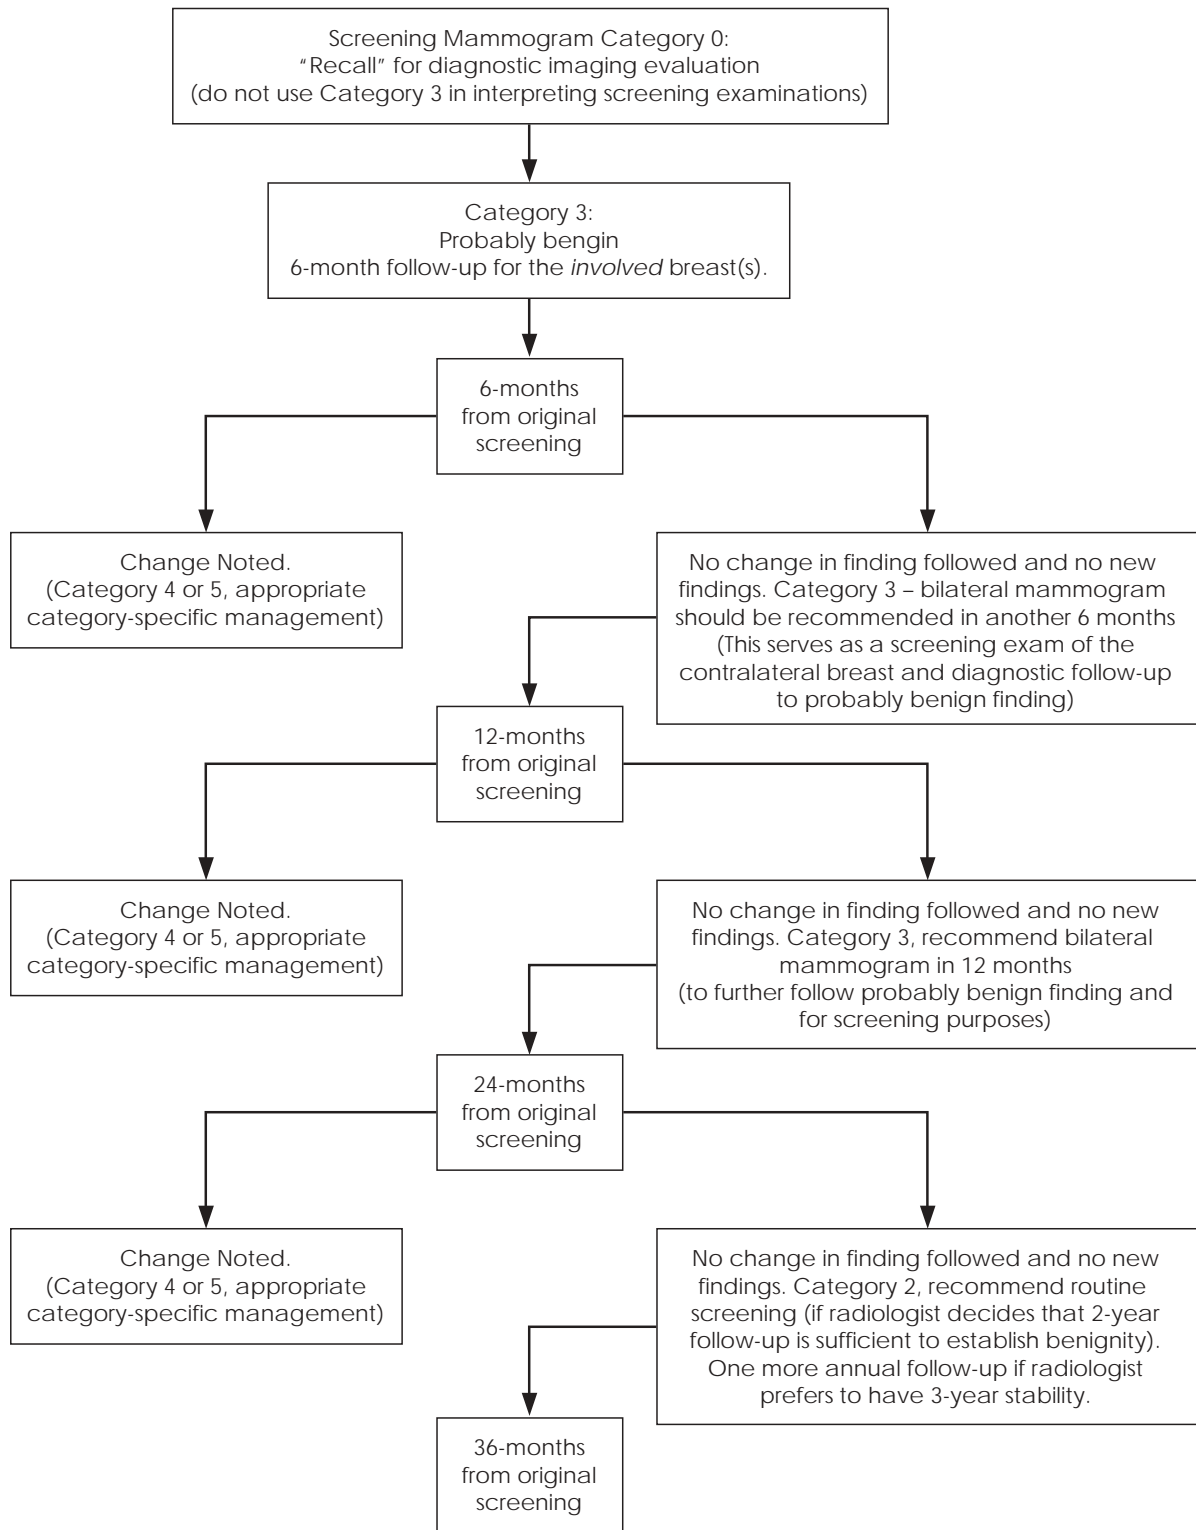 Screening Mammogram Category 0:
“Recall” for diagnostic imaging evaluation
(do not use Category 3 in interpreting screening examinations)
Category 3:
Probably bengin
6-month follow-up for the involved breast(s).
6-months
from original
screening
Change Noted.
(Category 4 or 5, appropriate
category-specific management)
No change in finding followed and no new
findings. Category 3 – bilateral mammogram
should be recommended in another 6 months
(This serves as a screening exam of the
contralateral breast and diagnostic follow-up
to probably benign finding)
12-months
from original
screening
Change Noted.
(Category 4 or 5, appropriate
category-specific management)
No change in finding followed and no new
findings. Category 3, recommend bilateral
mammogram in 12 months
(to further follow probably benign finding and
for screening purposes)
24-months
from original
screening
Change Noted.
(Category 4 or 5, appropriate
category-specific management)
No change in finding followed and no new
findings. Category 2, recommend routine
screening (if radiologist decides that 2-year
follow-up is sufficient to establish benignity).
One more annual follow-up if radiologist
prefers to have 3-year stability.
36-months
from original
screening